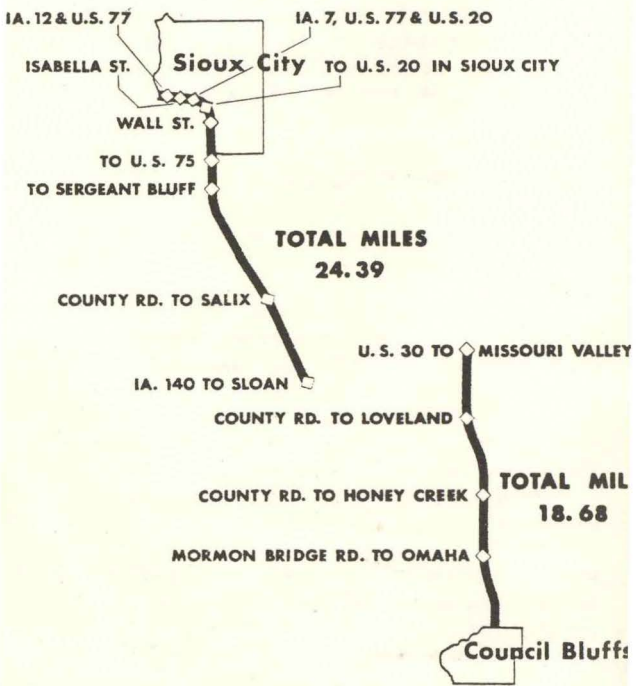 IA. 12 & U.S. 77
IA. 7, U.S. 77 & U.S. 20
ISABELLA ST.
Sioux City
TO U.S. 20 IN SIOUX CITY
WALL ST.
TO U.S. 75
TO SERGEANT BLUFF
TOTAL MILES
24.39
COUNTY RD. TO SALIX
U.S. 30 TO MISSOURI VALLEY
IA. 140 TO SLOAN
COUNTY RD. TO LOVELAND
TOTAL MIL
COUNTY RD. TO HONEY CREEK
18.68
MORMON BRIDGE RD. TO OMAHA
Council Bluffs